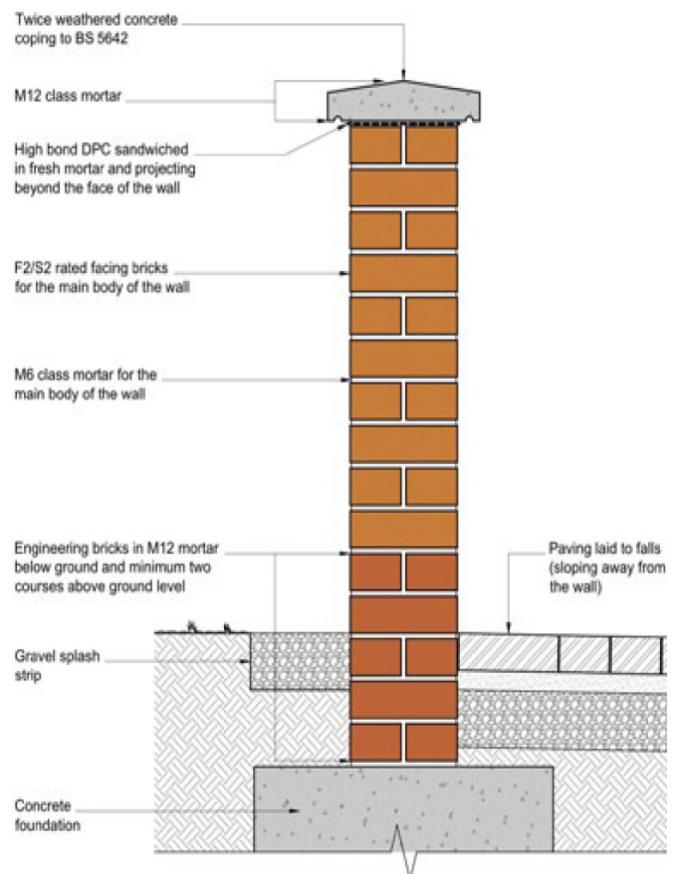 Twice weathered concrete
coping to BS 5642
M12 class mortar
High bond DPC sandwiched
in fresh mortar and projecting
beyond the face of the wall
F2/S2 rated facing bricks
for the main body of the wall
M6 class mortar for the
main body of the wall
Engineering bricks in M12 mortar
below ground and minimum two
courses above ground level
Paving laid to falls
(sloping away from
the wall)
Gravel splash
strip
Concrete
foundation